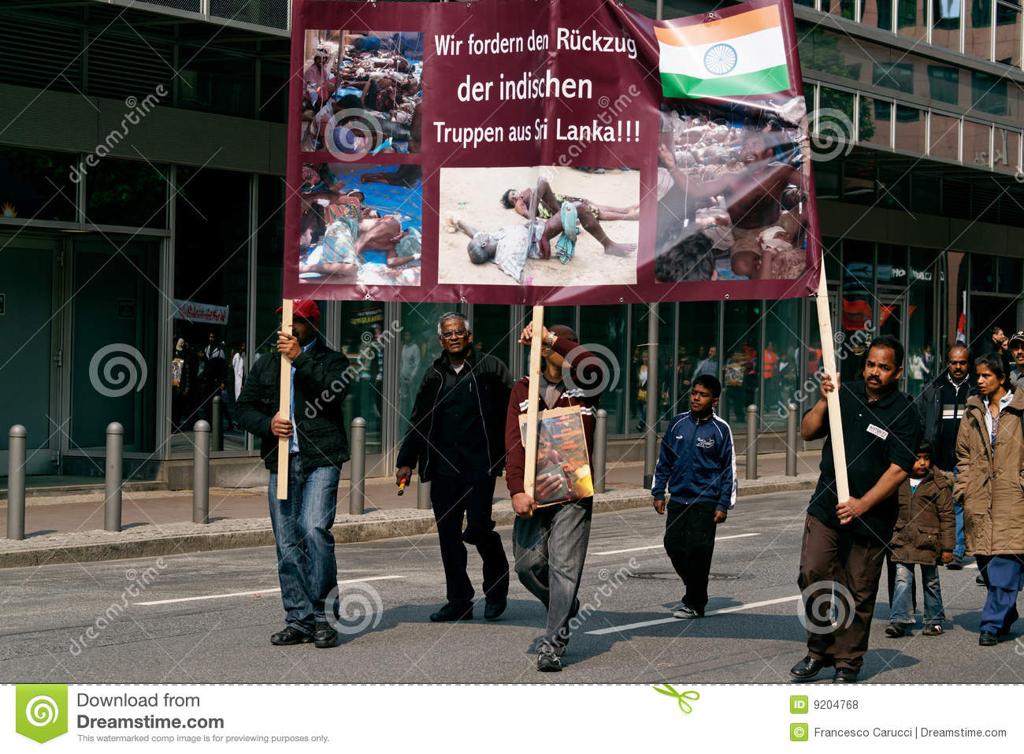 Wir fordern den Rückzug
der indischen
Truppen aus Sri Lanka!!!
dreamstime.com
Download from
Dreamstime.com
This watermarked comp image is for previewing purposes only.
ID 9204768
© Francesco Carucci | Dreamstime.com